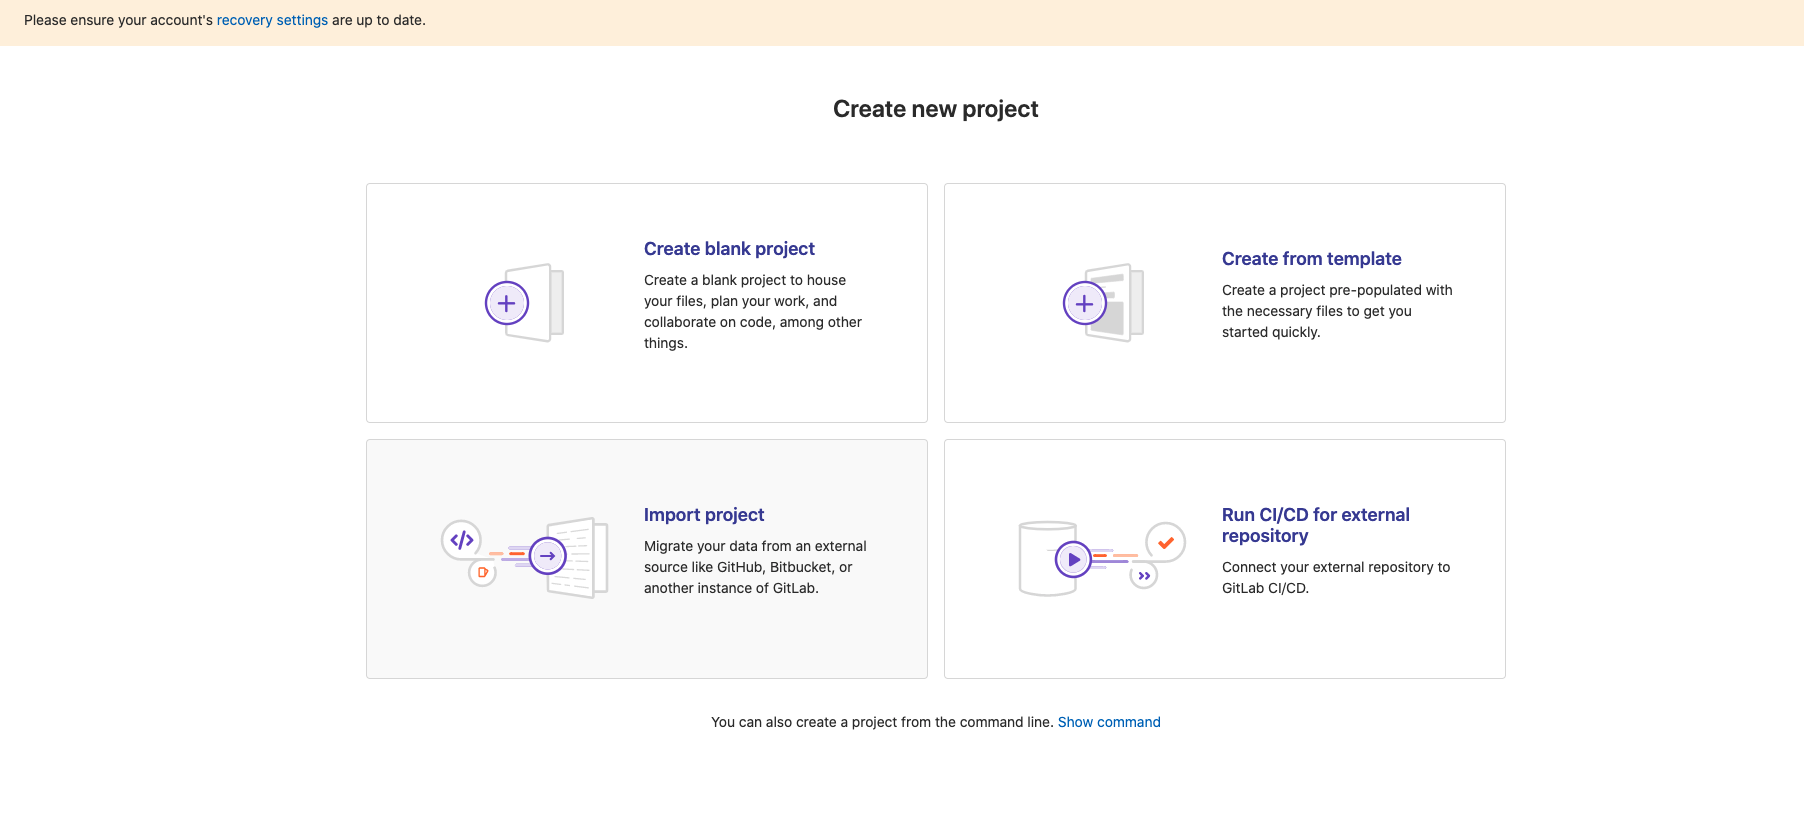 Please ensure your account's recovery settings are up to date.
Create new project
Create blank project
Create a blank project to house
your files, plan your work, and
collaborate on code, among other
things.
Create from template
Create a project pre-populated with
the necessary files to get you
started quickly.
Import project
Migrate your data from an external
source like GitHub, Bitbucket, or
another instance of GitLab.
Run CI/CD for external
repository
Connect your external repository to
GitLab CI/CD.
You can also create a project from the command line. Show command